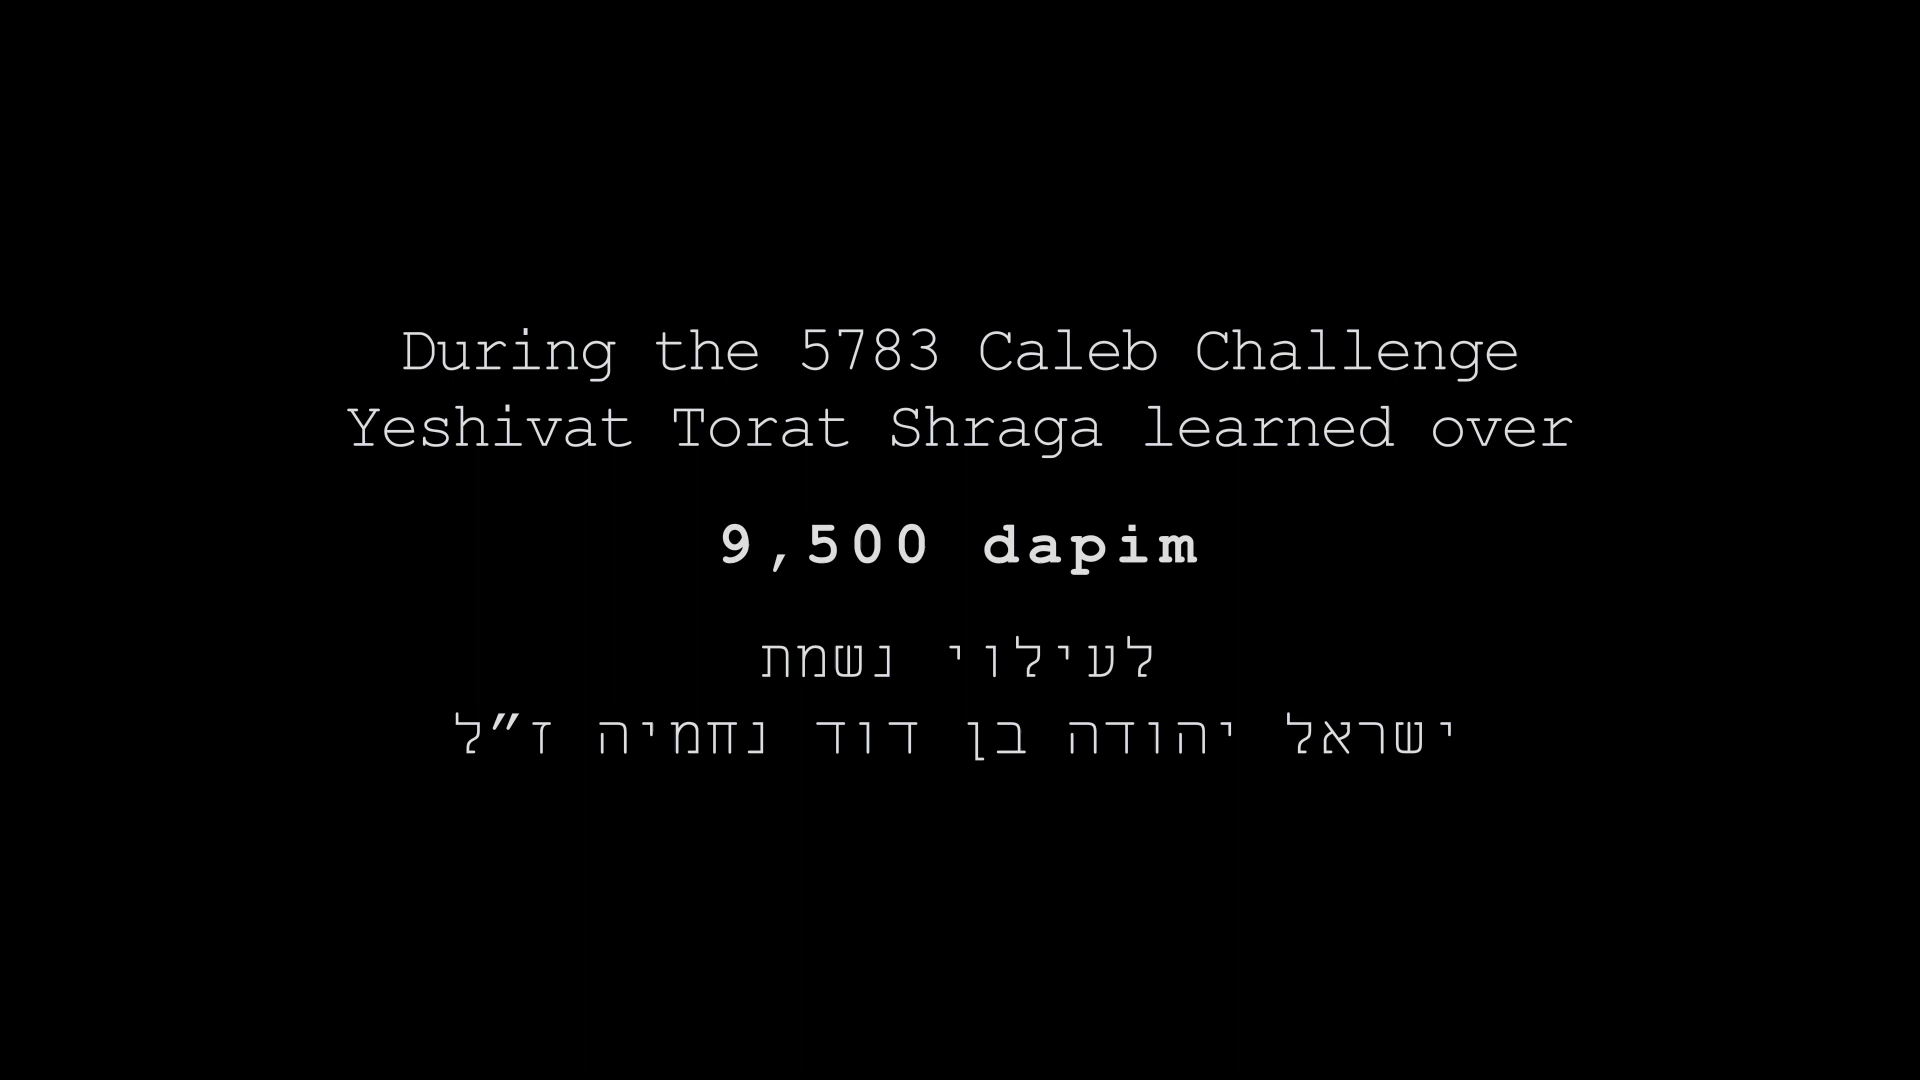 During the 5783 Caleb Challenge
Yeshivat Torat Shraga learned over
9,500 dapim
לעילוי נשמת
ישראל יהודה בן דוד נחמיה ז”ל